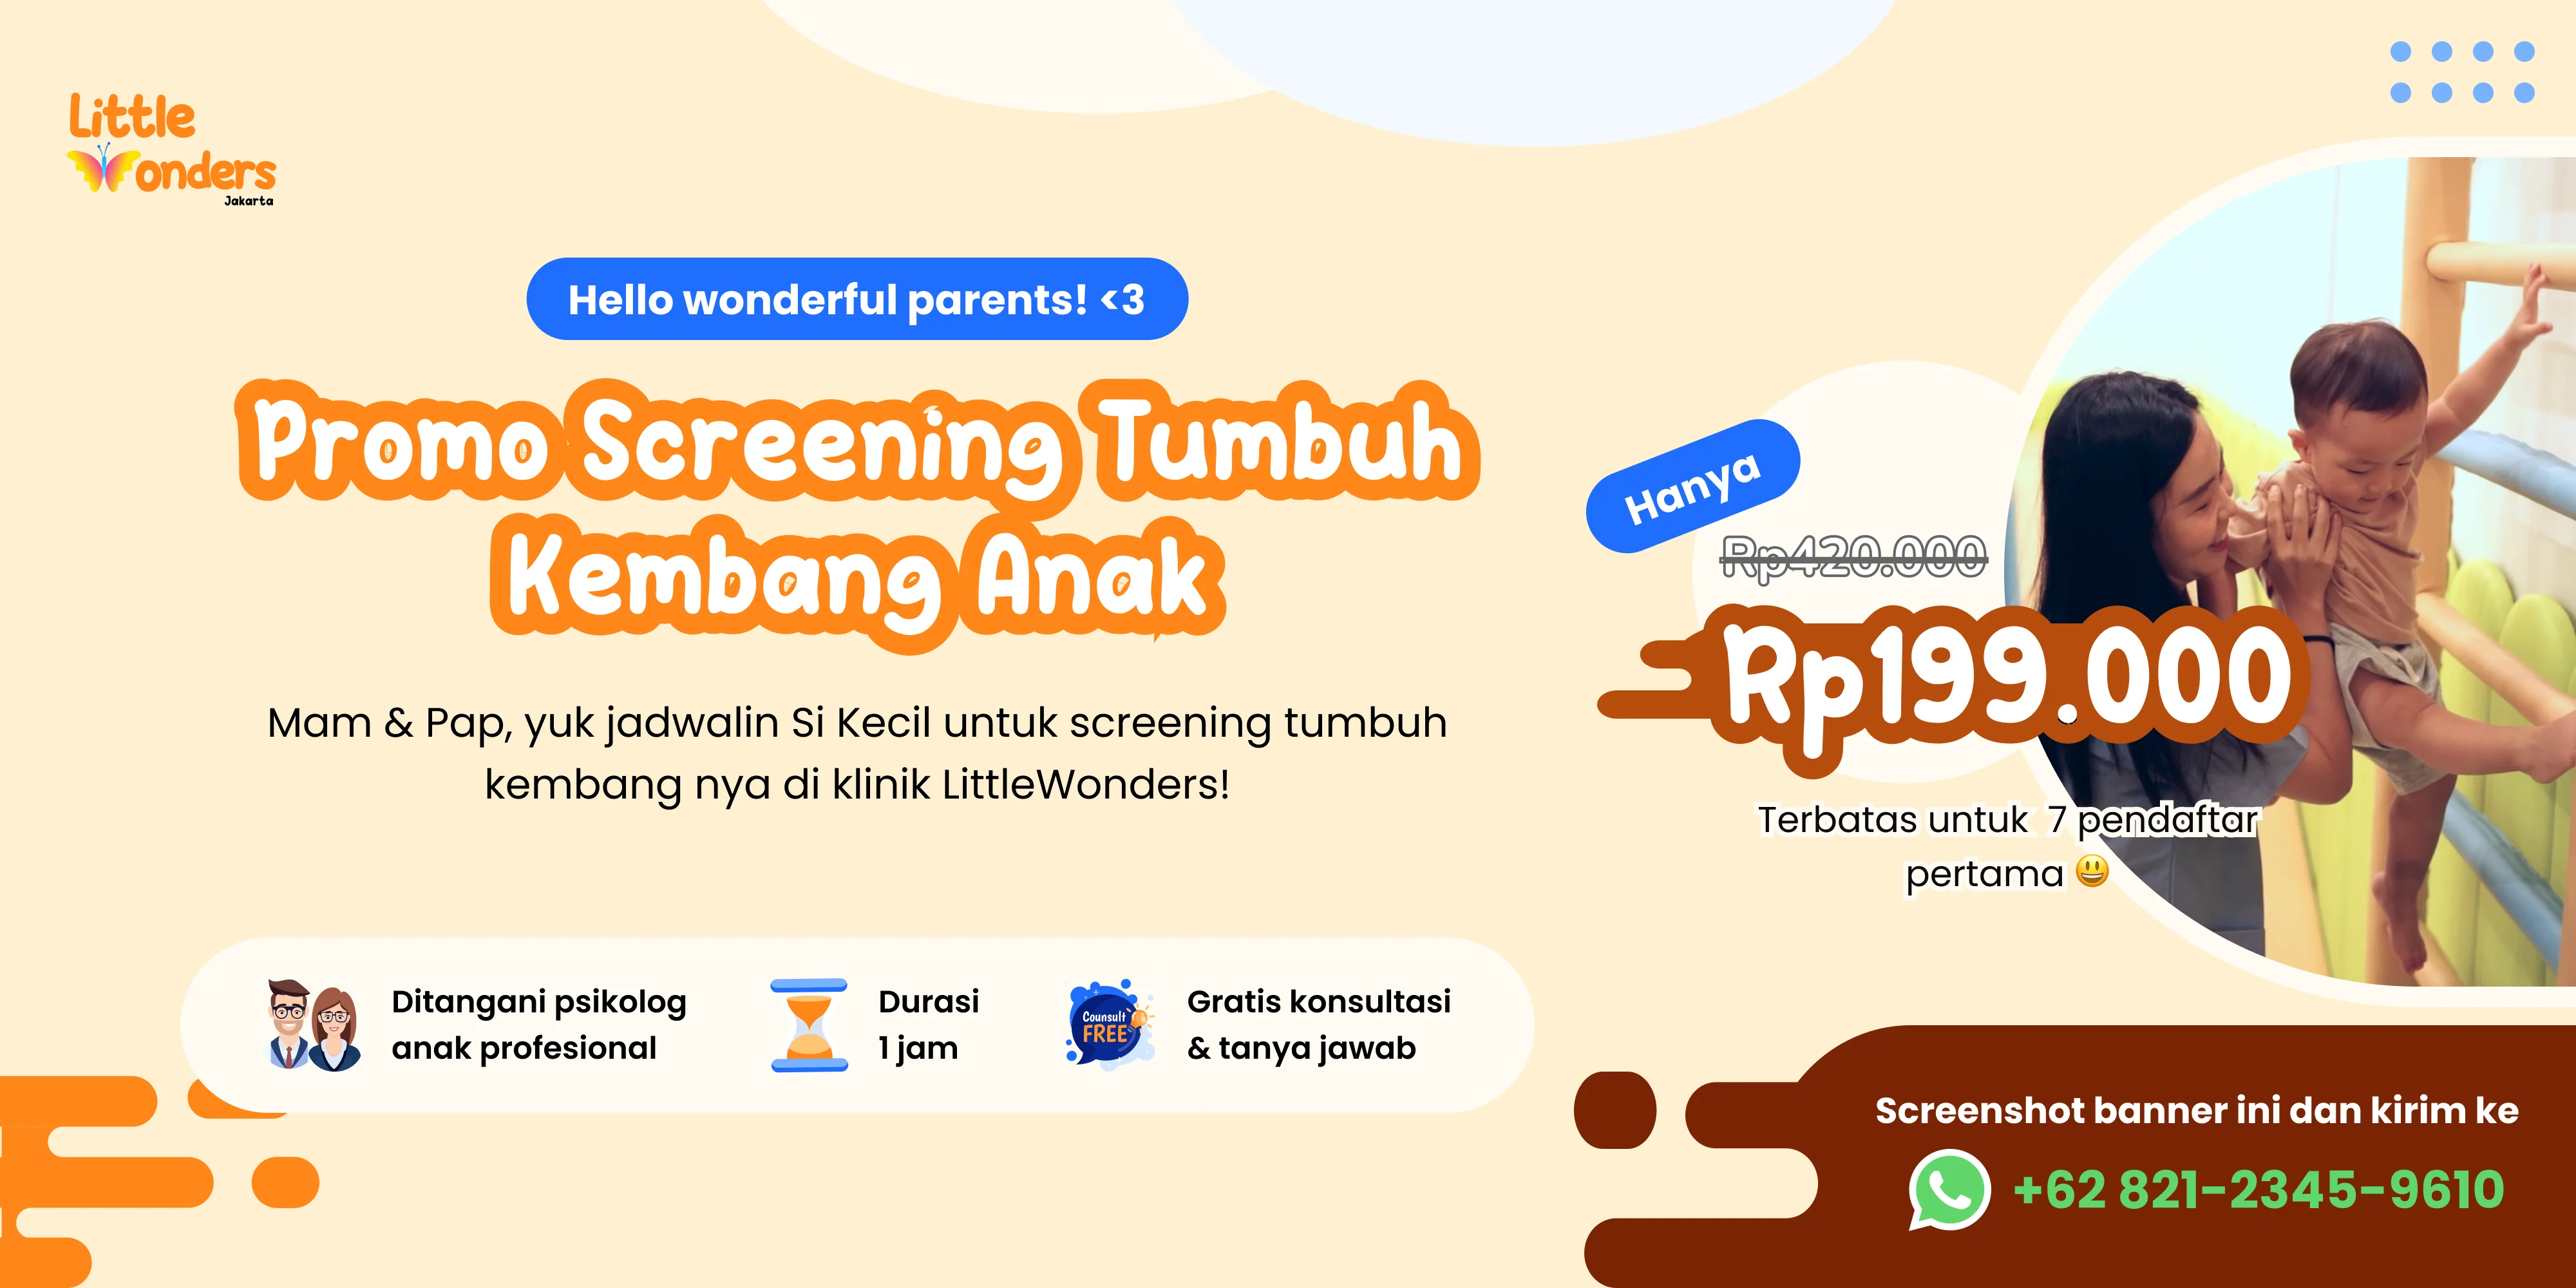 Little
Wonders
Jakarta
Hello wonderful parents! <3
Promo Screening Tumbuh
Kembang Anak
Mam & Pap, yuk jadwalin Si Kecil untuk screening tumbuh
kembang nya di klinik LittleWonders!
Hanya
Rp420.000
Rp199.000
Terbatas untuk 7 pendaftar
pertama 😃
Ditangani psikolog
anak profesional
Durasi
1 jam
Counsult
FREE
Gratis konsultasi
& tanya jawab
Screenshot banner ini dan kirim ke
+62 821-2345-9610